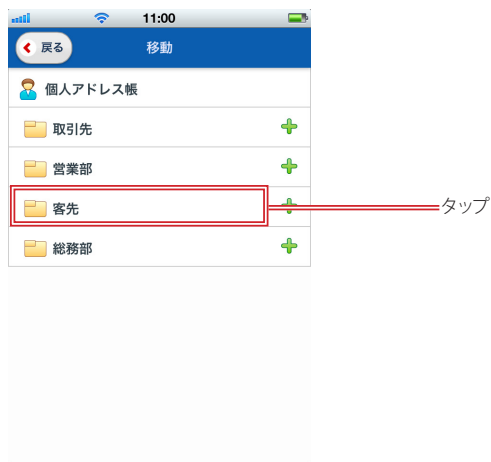 11:00
戻る
移動
個人アドレス帳
取引先
営業部
客先
タップ
総務部